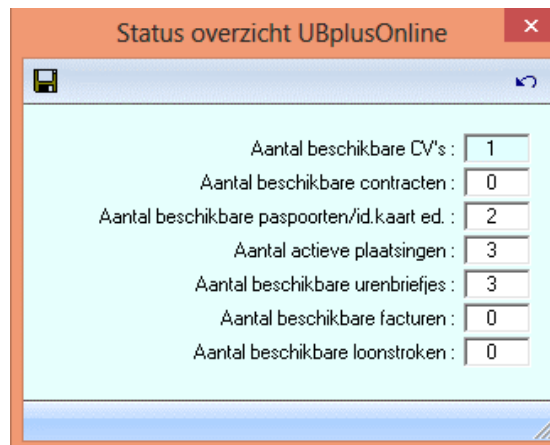 Status overzicht UBplusOnline
Aantal beschikbare CV's : 1
Aantal beschikbare contracten : 0
Aantal beschikbare paspoorten/id.kaart ed. : 2
Aantal actieve plaatsingen : 3
Aantal beschikbare urenbriefjes : 3
Aantal beschikbare facturen : 0
Aantal beschikbare loonstroken : 0